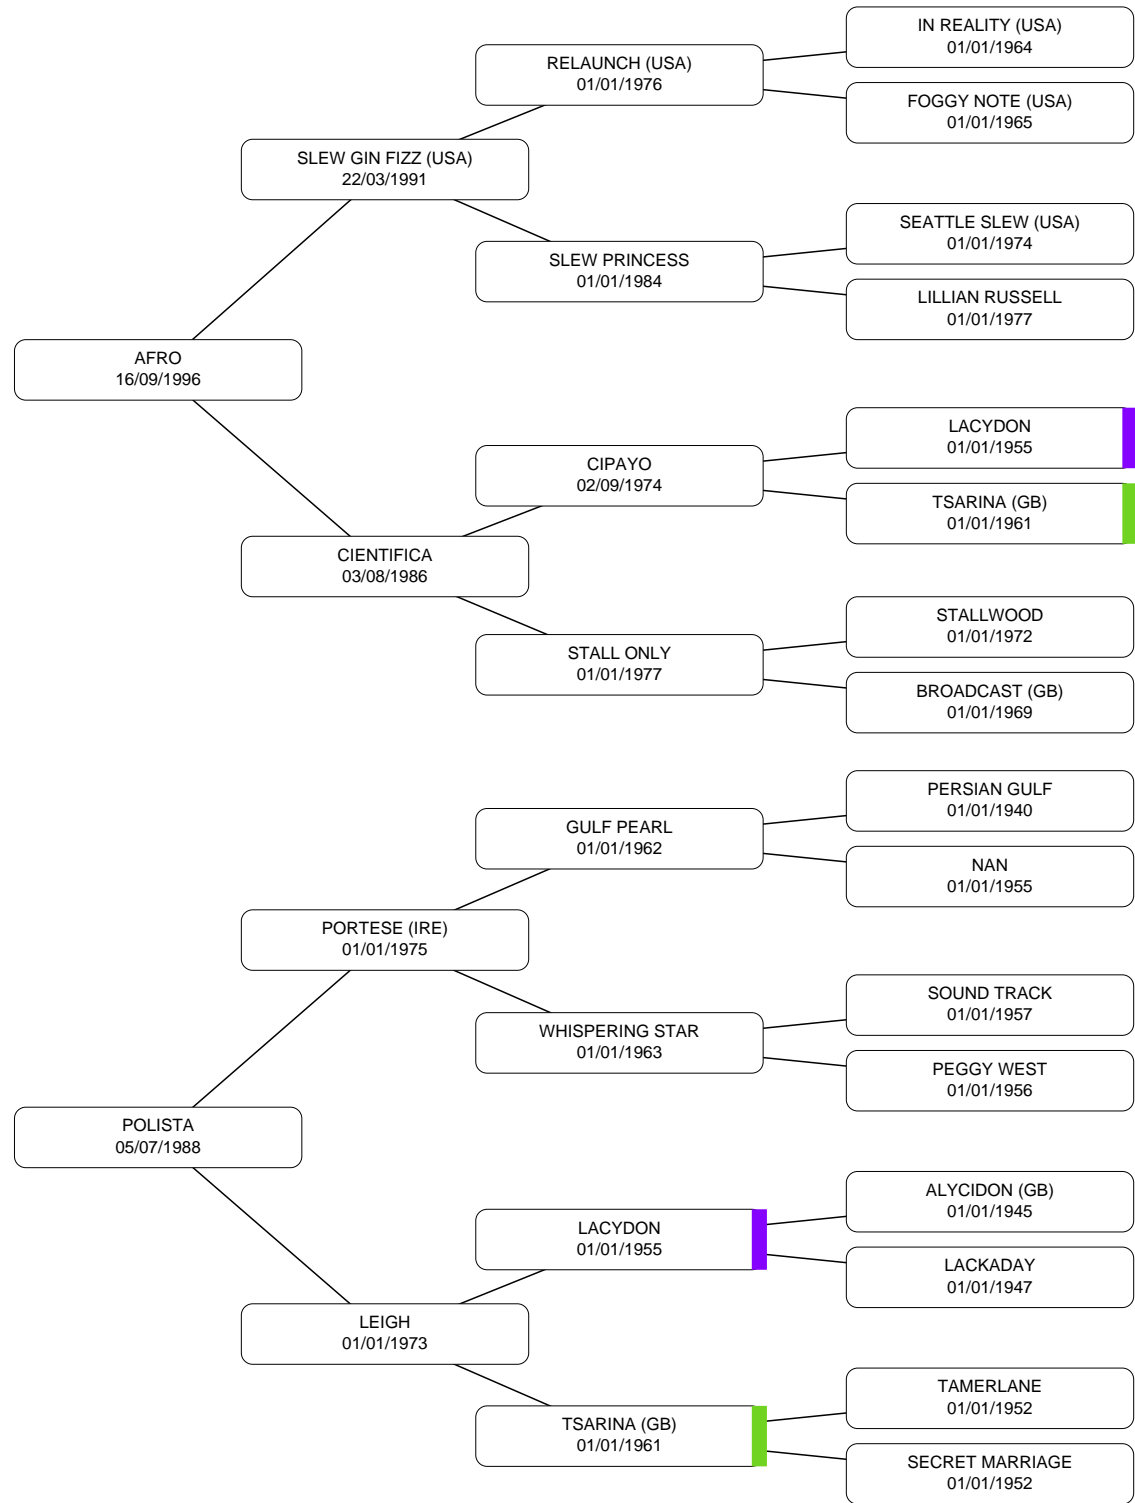 IN REALITY (USA)
01/01/1964
RELAUNCH (USA)
01/01/1976
FOGGY NOTE (USA)
01/01/1965
SLEW GIN FIZZ (USA)
22/03/1991
SEATTLE SLEW (USA)
01/01/1974
SLEW PRINCESS
01/01/1984
LILLIAN RUSSELL
01/01/1977
AFRO
16/09/1996
LACYDON
01/01/1955
CIPAYO
02/09/1974
TSARINA (GB)
01/01/1961
CIENTIFICA
03/08/1986
STALLWOOD
01/01/1972
STALL ONLY
01/01/1977
BROADCAST (GB)
01/01/1969
PERSIAN GULF
01/01/1940
GULF PEARL
01/01/1962
NAN
01/01/1955
PORTESE (IRE)
01/01/1975
SOUND TRACK
01/01/1957
WHISPERING STAR
01/01/1963
PEGGY WEST
01/01/1956
POLISTA
05/07/1988
ALYCIDON (GB)
01/01/1945
LACYDON
01/01/1955
LACKADAY
01/01/1947
LEIGH
01/01/1973
TAMERLANE
01/01/1952
TSARINA (GB)
01/01/1961
SECRET MARRIAGE
01/01/1952